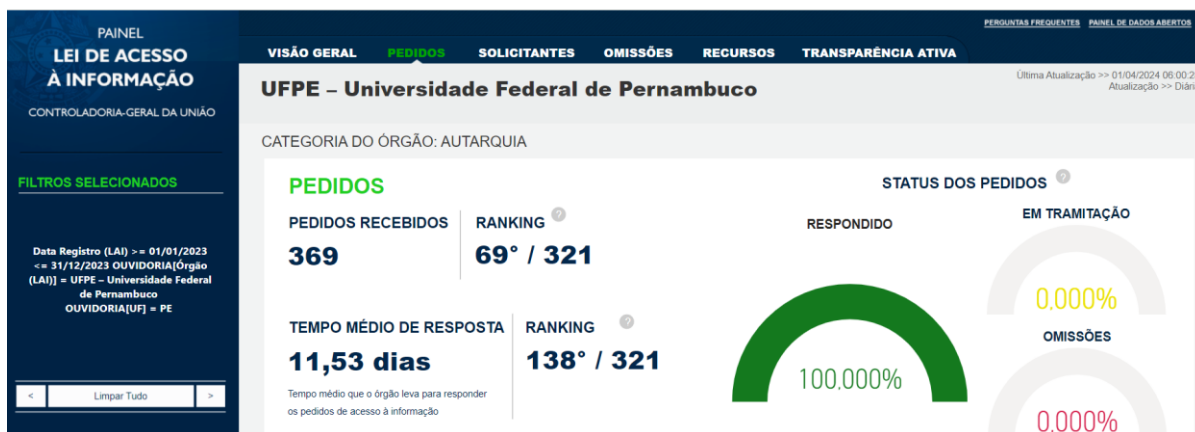 PAINEL
LEI DE ACESSO
À INFORMAÇÃO
CONTROLADORIA-GERAL DA UNIÃO
FILTROS SELECIONADOS
Data Registro (LAI) >= 01/01/2023
<= 31/12/2023 OUVIDORIA[Órgão
(LAI)] = UFPE – Universidade Federal
de Pernambuco
OUVIDORIA[UF] = PE
< Limpar Tudo >
PERGUNTAS FREQUENTES PAINEL DE DADOS ABERTOS
VISÃO GERAL PEDIDOS SOLICITANTES OMISSÕES RECURSOS TRANSPARÊNCIA ATIVA
UFPE – Universidade Federal de Pernambuco
Última Atualização >> 01/04/2024 06:00:2
Atualização >> Diári
CATEGORIA DO ÓRGÃO: AUTARQUIA
PEDIDOS
PEDIDOS RECEBIDOS
369
RANKING ?
69° / 321
TEMPO MÉDIO DE RESPOSTA
11,53 dias
Tempo médio que o órgão leva para responder
os pedidos de acesso à informação
RANKING ?
138° / 321
STATUS DOS PEDIDOS ?
RESPONDIDO
100,000%
EM TRAMITAÇÃO
0,000%
OMISSÕES
0,000%